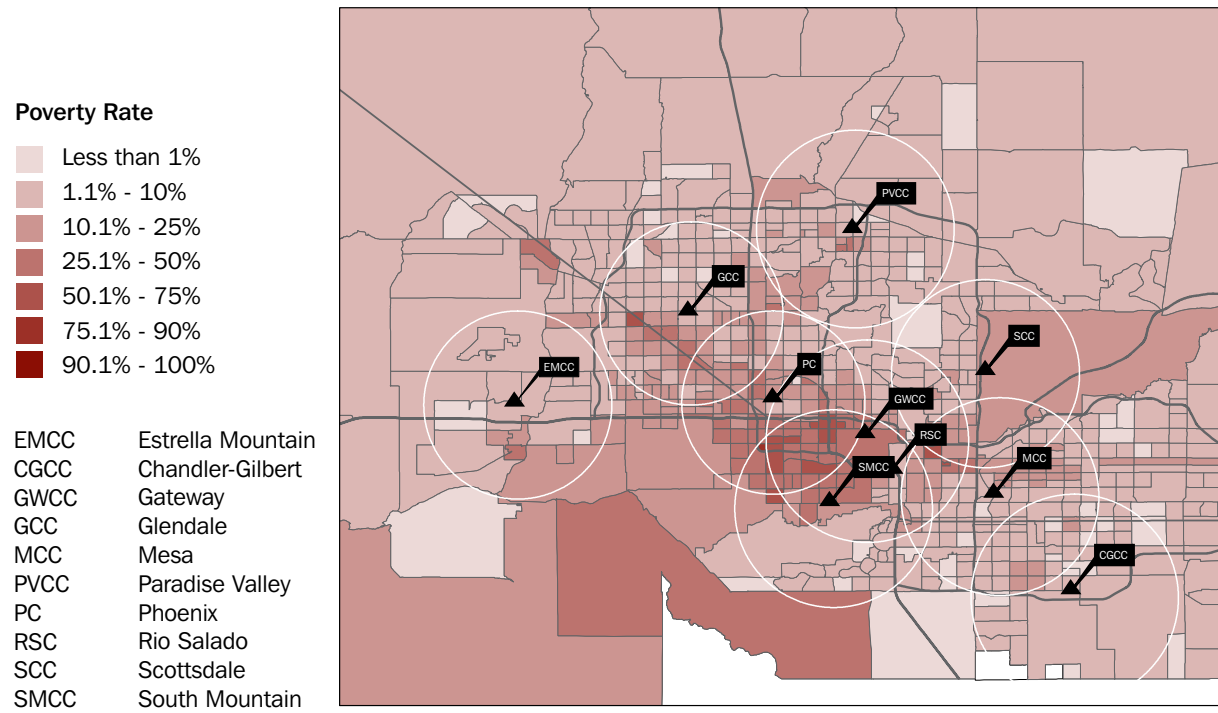 Poverty Rate
Less than 1%
1.1% - 10%
10.1% - 25%
25.1% - 50%
50.1% - 75%
75.1% - 90%
90.1% - 100%
EMCC Estrella Mountain
CGCC Chandler-Gilbert
GWCC Gateway
GCC Glendale
MCC Mesa
PVCC Paradise Valley
PC Phoenix
RSC Rio Salado
SCC Scottsdale
SMCC South Mountain
PVCC
GCC
SCC
EMCC
PC
GWCC
RSC
MCC
SMCC
CGCC